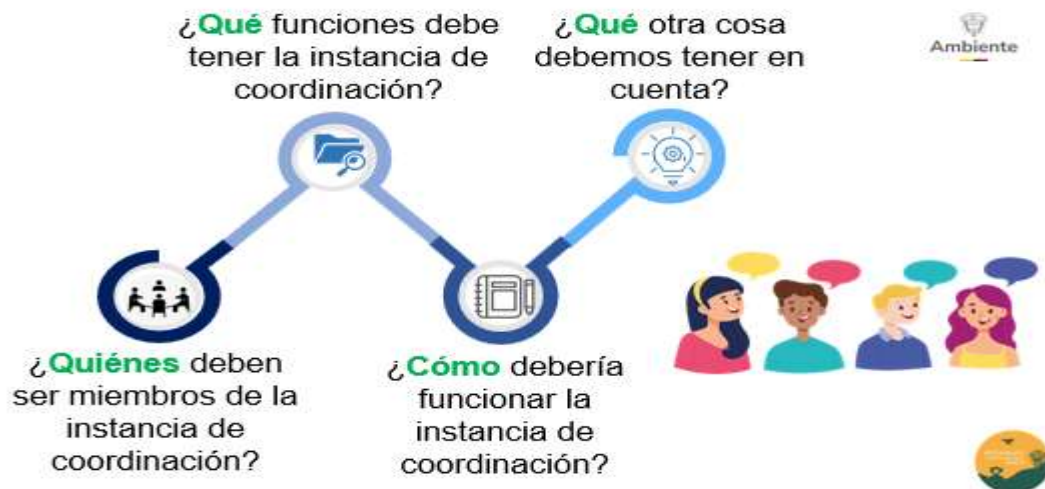 ¿Qué funciones debe
tener la instancia de
coordinación?
¿Qué otra cosa
debemos tener en
cuenta?
Ambiente
¿Quiénes deben
ser miembros de la
instancia de
coordinación?
¿Cómo debería
funcionar la
instancia de
coordinación?